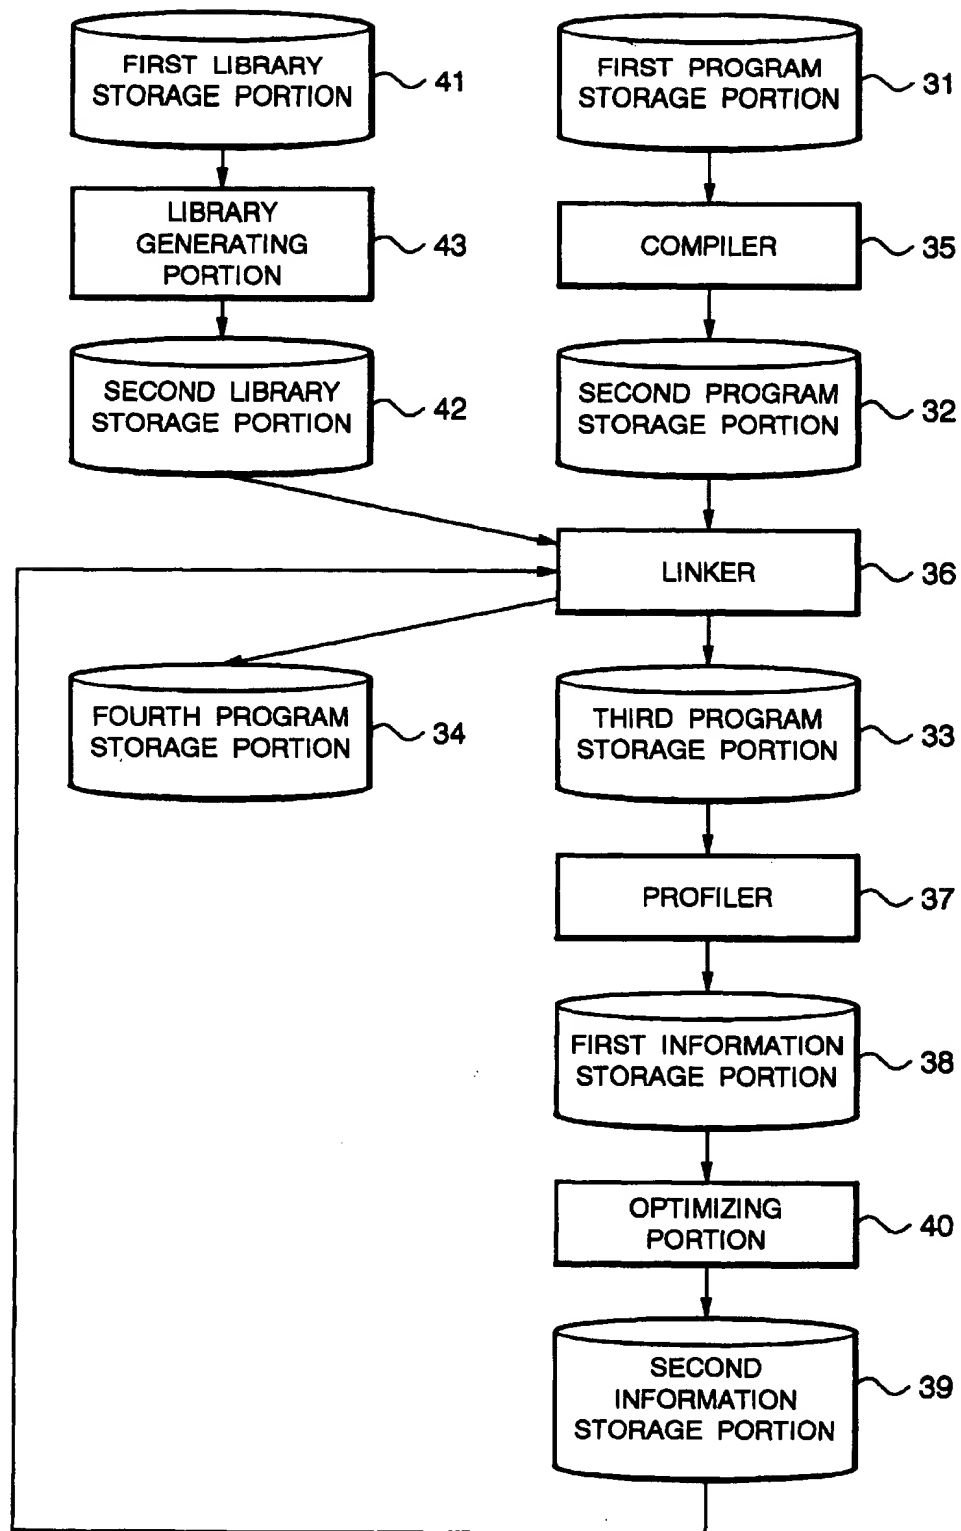 FIRST LIBRARY
STORAGE PORTION
41
FIRST PROGRAM
STORAGE PORTION
31
LIBRARY
GENERATING
PORTION
43
COMPILER
35
SECOND LIBRARY
STORAGE PORTION
42
SECOND PROGRAM
STORAGE PORTION
32
LINKER
36
FOURTH PROGRAM
STORAGE PORTION
34
THIRD PROGRAM
STORAGE PORTION
33
PROFILER
37
FIRST INFORMATION
STORAGE PORTION
38
OPTIMIZING
PORTION
40
SECOND
INFORMATION
STORAGE PORTION
39